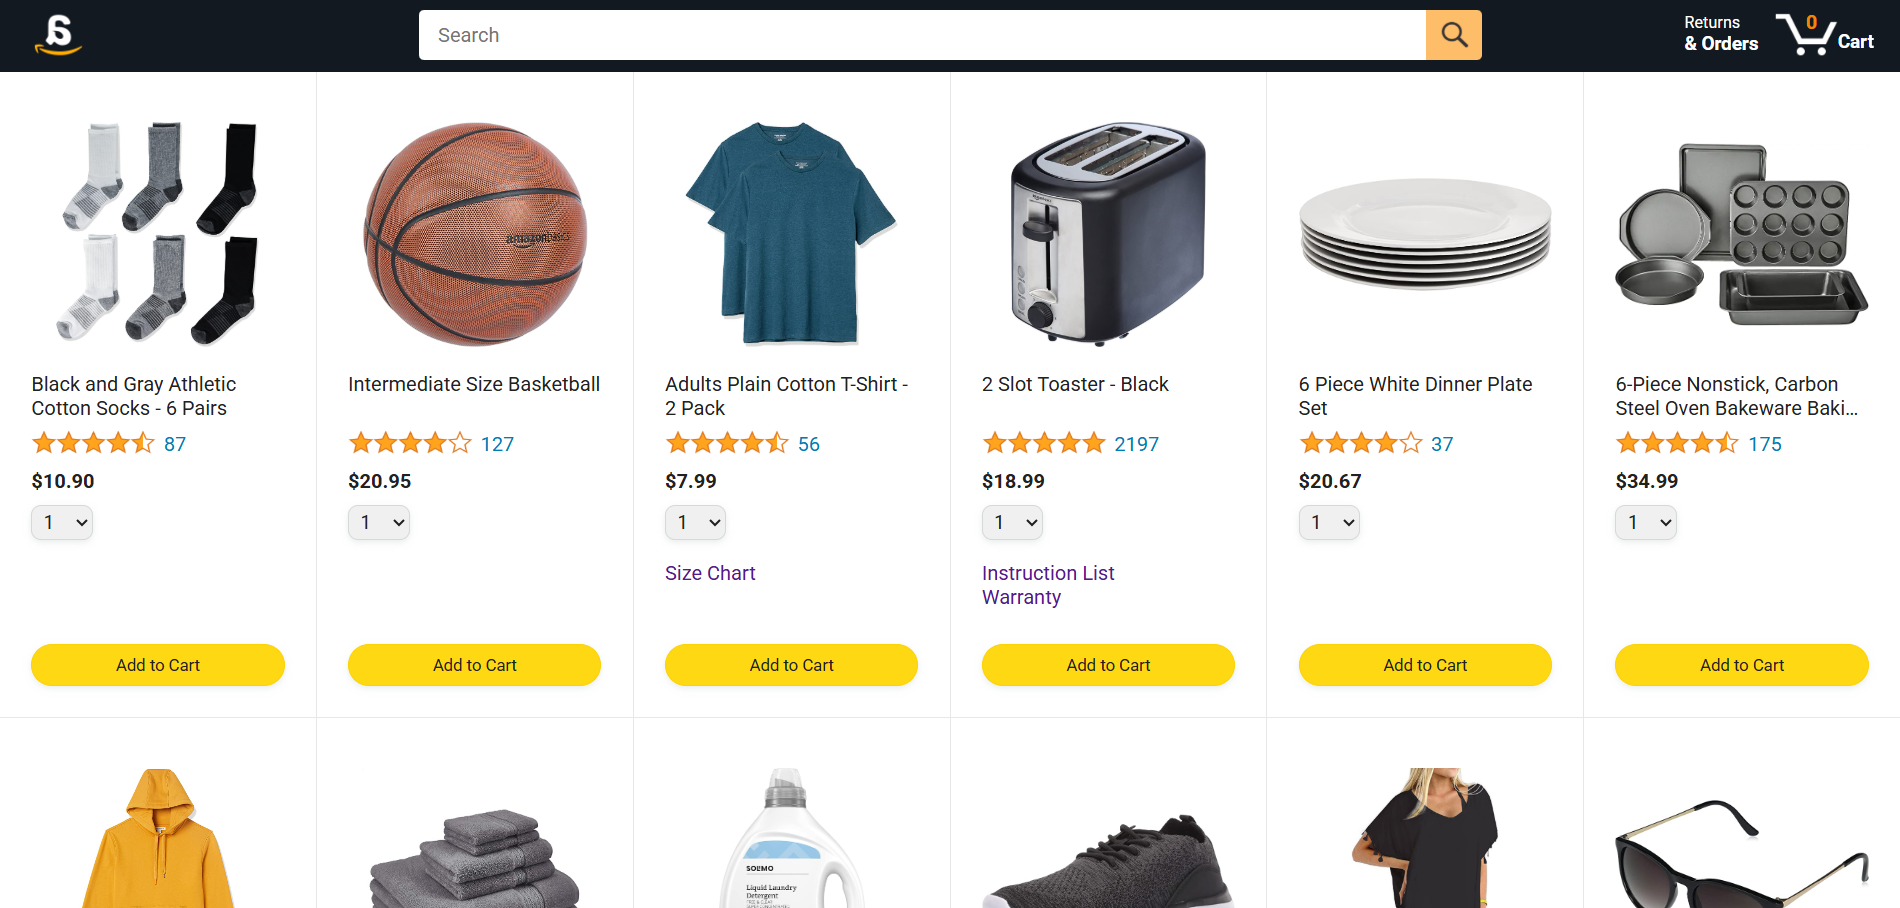 Search
Returns
& Orders
0
Cart
amazonbasics
Black and Gray Athletic
Cotton Socks - 6 Pairs
87
$10.90
1
Add to Cart
Intermediate Size Basketball
127
$20.95
1
Add to Cart
Adults Plain Cotton T-Shirt -
2 Pack
56
$7.99
1
Size Chart
Add to Cart
2 Slot Toaster - Black
2197
$18.99
1
Instruction List
Warranty
Add to Cart
6 Piece White Dinner Plate
Set
37
$20.67
1
Add to Cart
6-Piece Nonstick, Carbon
Steel Oven Bakeware Baki...
175
$34.99
1
Add to Cart
SOLIMO
Liquid Laundry
Detergent
FREE & CLEAR